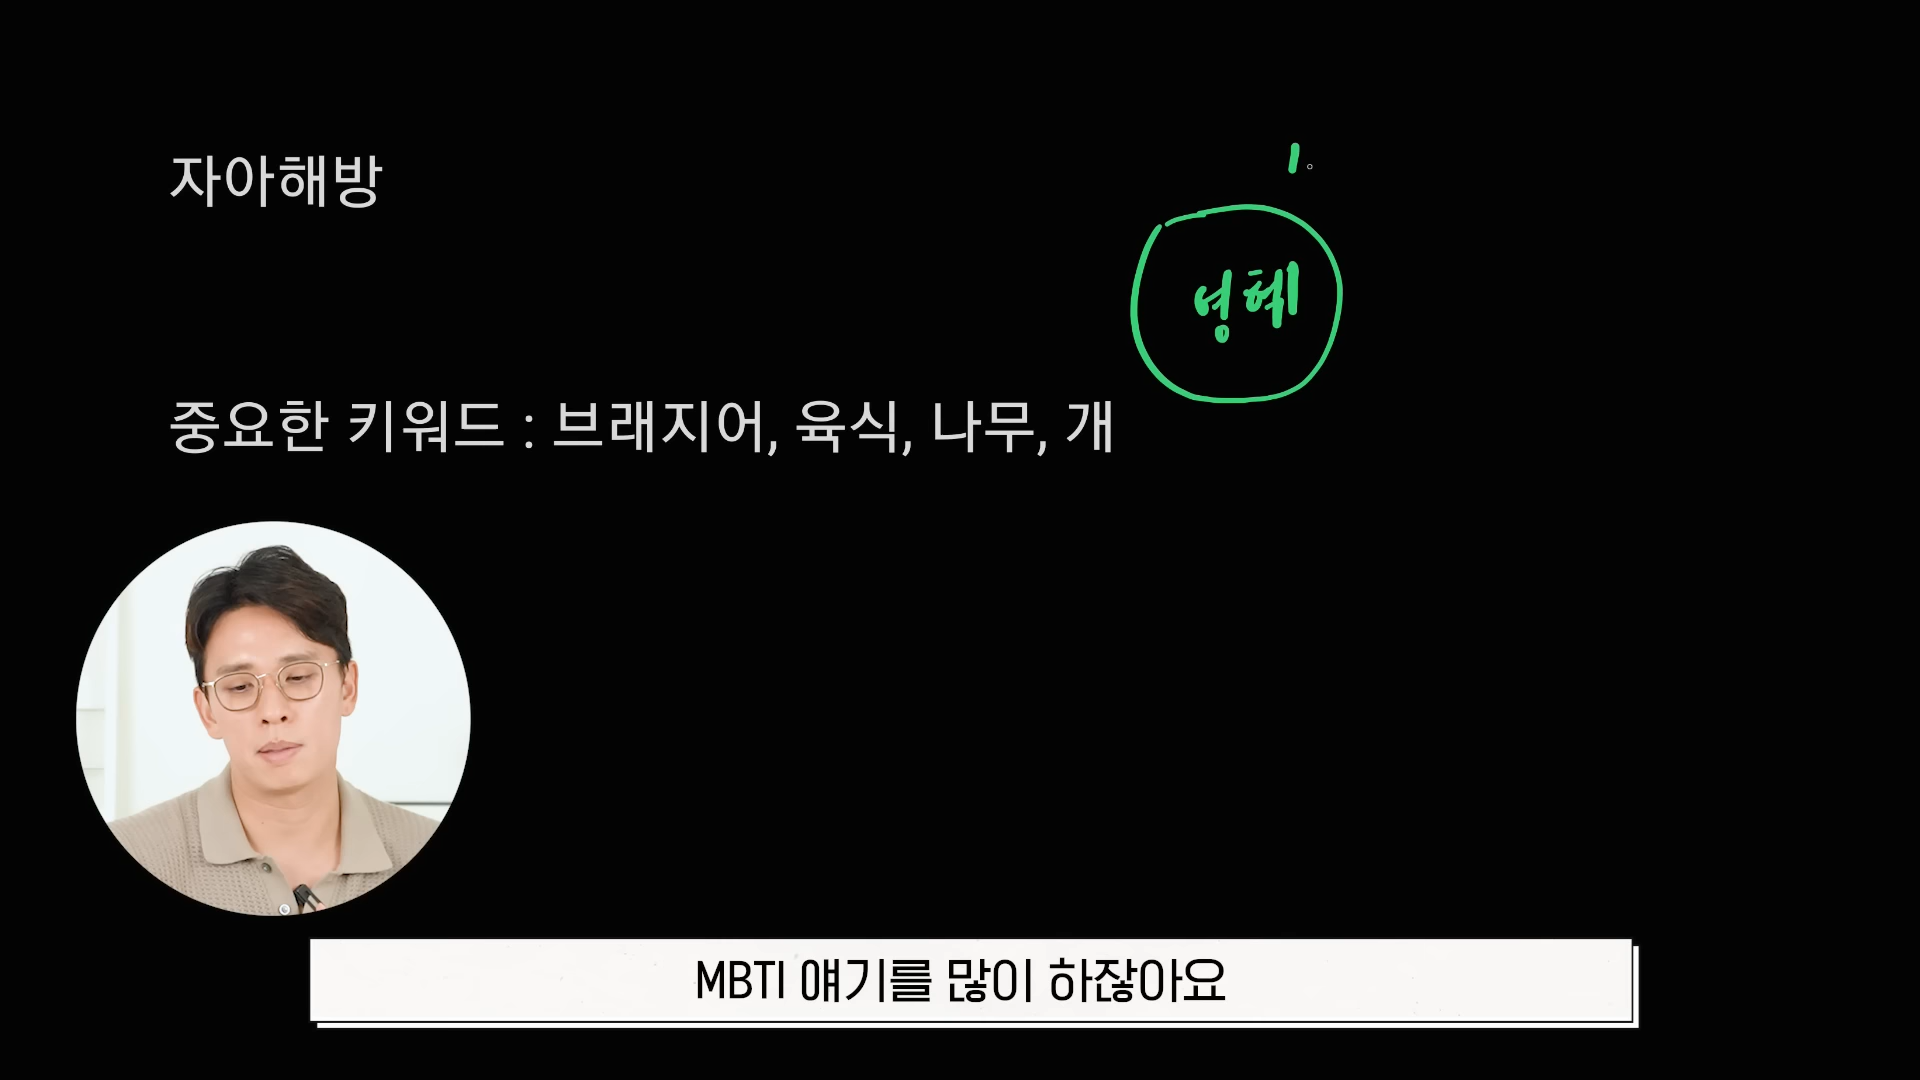 자아해방
영혜
중요한 키워드 : 브래지어, 육식, 나무, 개
MBTI 얘기를 많이 하잖아요